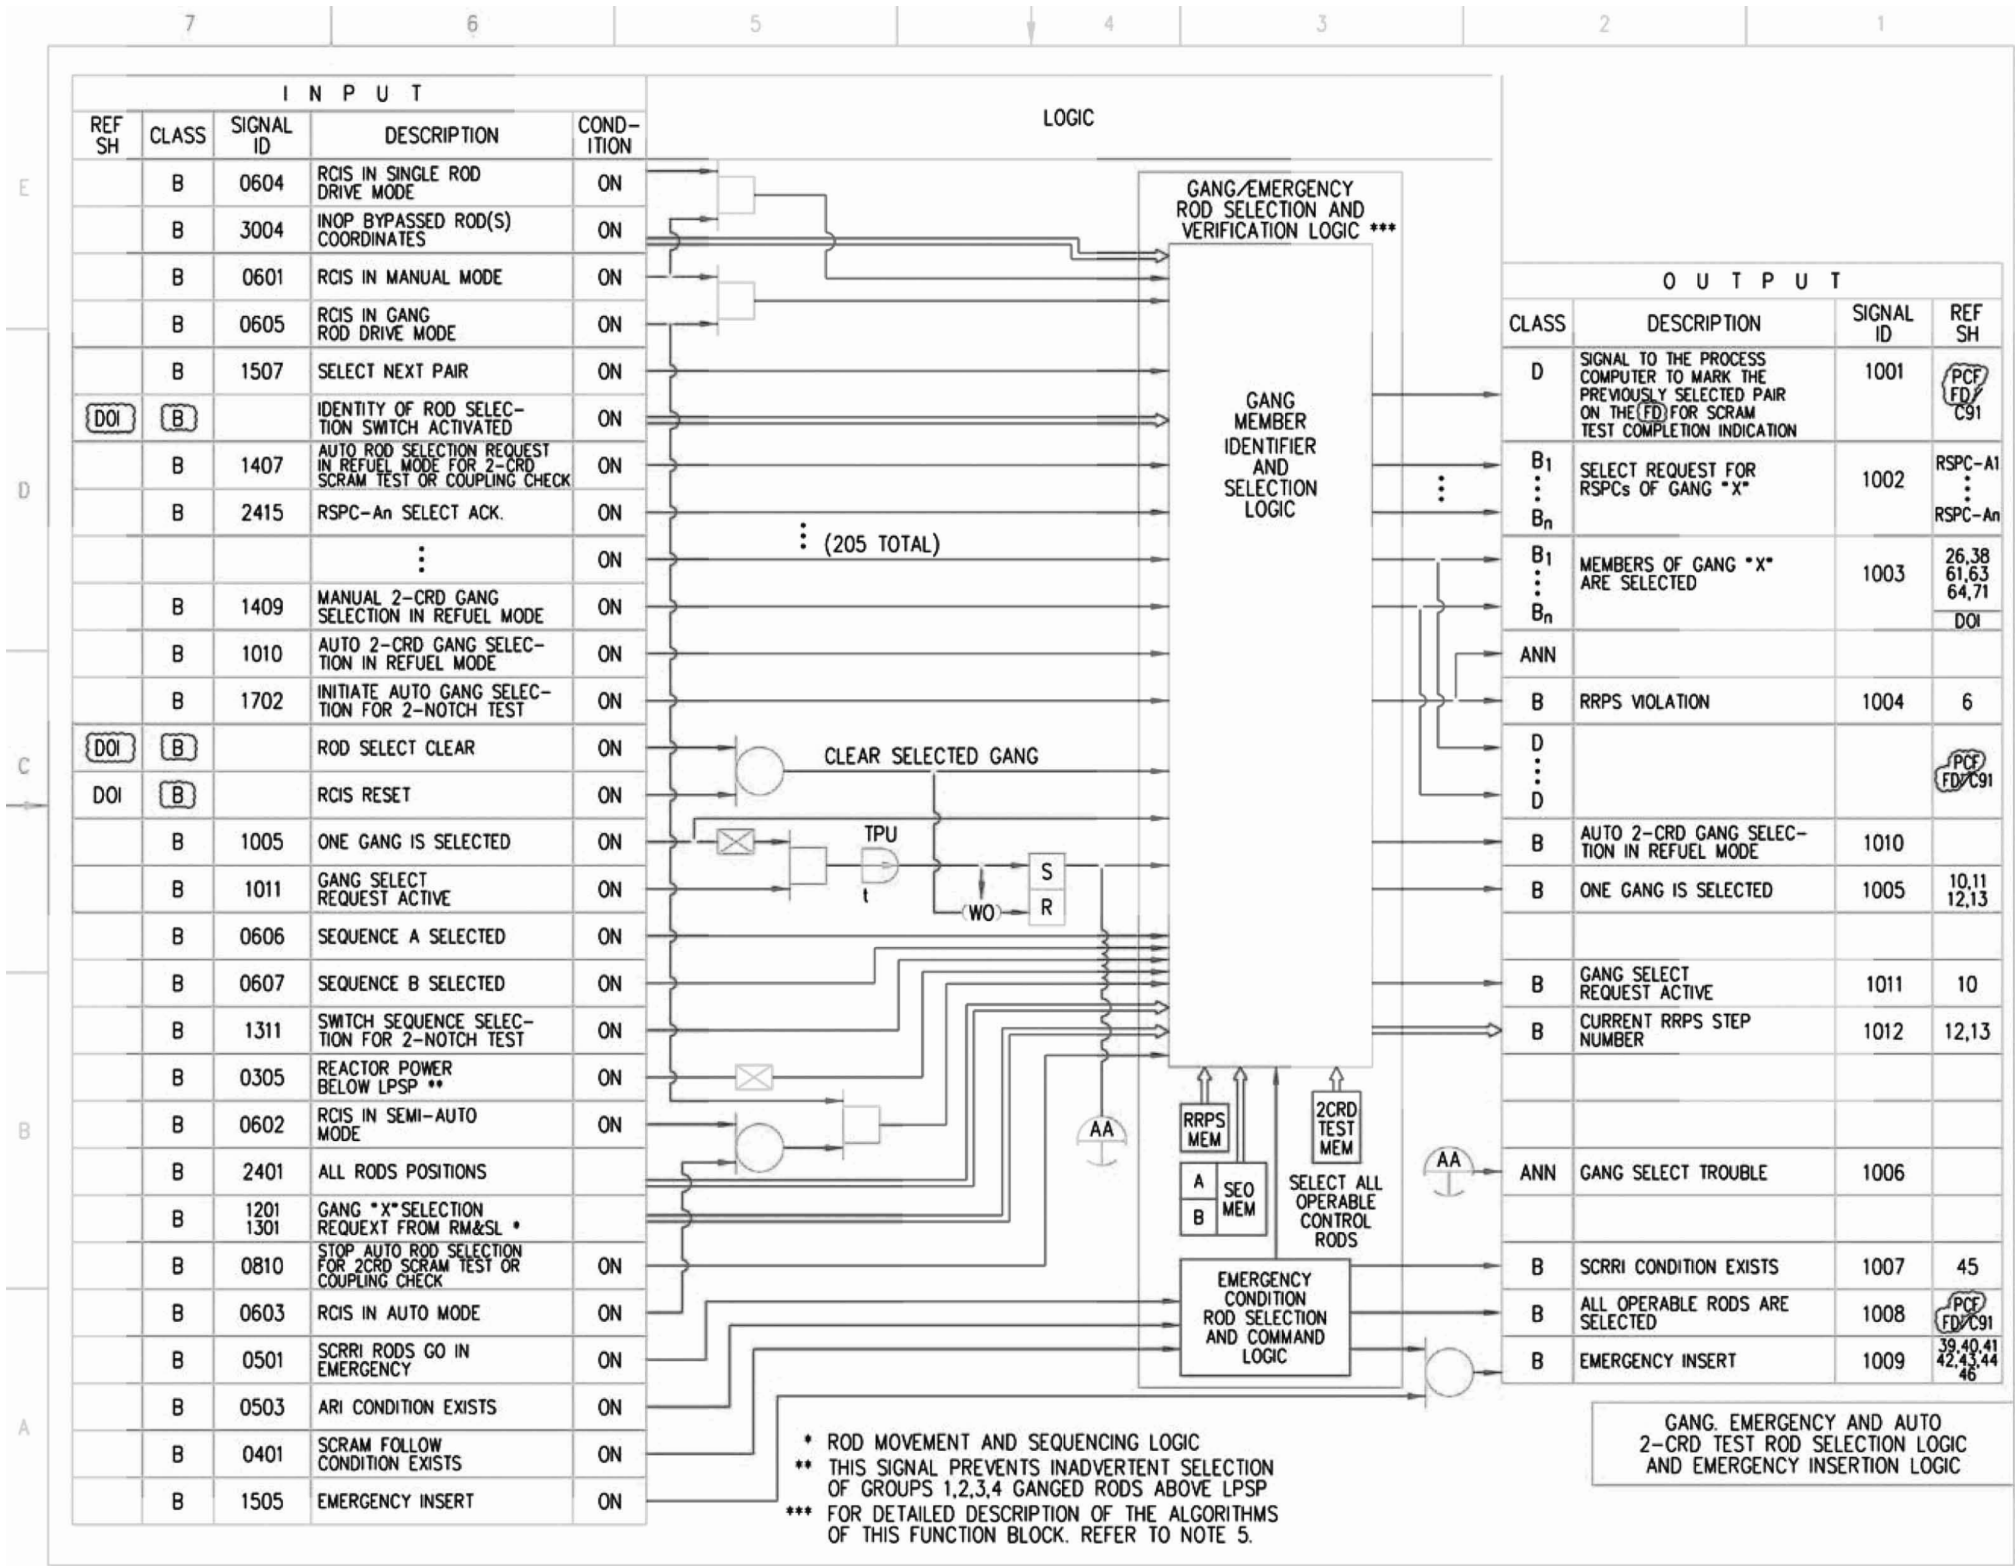 7 6 5 4 3 2 1
E
D
C
B
A
I N P U T
REF SH
CLASS
SIGNAL ID
DESCRIPTION
COND-
ITION
B 0604 RCIS IN SINGLE ROD
DRIVE MODE ON
B 3004 INOP BYPASSED ROD(S)
COORDINATES ON
B 0601 RCIS IN MANUAL MODE ON
B 0605 RCIS IN GANG
ROD DRIVE MODE ON
B 1507 SELECT NEXT PAIR ON
DOI B IDENTITY OF ROD SELEC-
TION SWITCH ACTIVATED ON
B 1407 AUTO ROD SELECTION REQUEST
IN REFUEL MODE FOR 2-CRD
SCRAM TEST OR COUPLING CHECK ON
B 2415 RSPC-An SELECT ACK. ON
⋮ ON
B 1409 MANUAL 2-CRD GANG
SELECTION IN REFUEL MODE ON
B 1010 AUTO 2-CRD GANG SELEC-
TION IN REFUEL MODE ON
B 1702 INITIATE AUTO GANG SELEC-
TION FOR 2-NOTCH TEST ON
DOI B ROD SELECT CLEAR ON
DOI B RCIS RESET ON
B 1005 ONE GANG IS SELECTED ON
B 1011 GANG SELECT
REQUEST ACTIVE ON
B 0606 SEQUENCE A SELECTED ON
B 0607 SEQUENCE B SELECTED ON
B 1311 SWITCH SEQUENCE SELEC-
TION FOR 2-NOTCH TEST ON
B 0305 REACTOR POWER
BELOW LPSP ** ON
B 0602 RCIS IN SEMI-AUTO
MODE ON
B 2401 ALL RODS POSITIONS
B 1201
1301 GANG "X" SELECTION
REQUEXT FROM RM&SL *
B 0810 STOP AUTO ROD SELECTION
FOR 2CRD SCRAM TEST OR
COUPLING CHECK ON
B 0603 RCIS IN AUTO MODE ON
B 0501 SCRRI RODS GO IN
EMERGENCY ON
B 0503 ARI CONDITION EXISTS ON
B 0401 SCRAM FOLLOW
CONDITION EXISTS ON
B 1505 EMERGENCY INSERT ON
LOGIC
(205 TOTAL)
CLEAR SELECTED GANG
TPU
t
(WO)
S
R
AA
GANG/EMERGENCY
ROD SELECTION AND
VERIFICATION LOGIC ***
GANG
MEMBER
IDENTIFIER
AND
SELECTION
LOGIC
RRPS
MEM
A
B
SEO
MEM
2CRD
TEST
MEM
SELECT ALL
OPERABLE
CONTROL
RODS
EMERGENCY
CONDITION
ROD SELECTION
AND COMMAND
LOGIC
* ROD MOVEMENT AND SEQUENCING LOGIC
** THIS SIGNAL PREVENTS INADVERTENT SELECTION
OF GROUPS 1,2,3,4 GANGED RODS ABOVE LPSP
*** FOR DETAILED DESCRIPTION OF THE ALGORITHMS
OF THIS FUNCTION BLOCK. REFER TO NOTE 5.
O U T P U T
CLASS
DESCRIPTION
SIGNAL ID
REF SH
D SIGNAL TO THE PROCESS
COMPUTER TO MARK THE
PREVIOUSLY SELECTED PAIR
ON THE FD FOR SCRAM
TEST COMPLETION INDICATION 1001 PCF/
FD/
C91
B1
⋮
Bn SELECT REQUEST FOR
RSPCs OF GANG "X" 1002 RSPC-A1
⋮
RSPC-An
B1
⋮
Bn MEMBERS OF GANG "X"
ARE SELECTED 1003 26,38
61,63
64,71
DOI
ANN
B RRPS VIOLATION 1004 6
D
⋮
D PCF/
FD/C91
B AUTO 2-CRD GANG SELEC-
TION IN REFUEL MODE 1010
B ONE GANG IS SELECTED 1005 10,11
12,13
B GANG SELECT
REQUEST ACTIVE 1011 10
B CURRENT RRPS STEP
NUMBER 1012 12,13
AA
ANN GANG SELECT TROUBLE 1006
B SCRRI CONDITION EXISTS 1007 45
B ALL OPERABLE RODS ARE
SELECTED 1008 PCF/
FD/C91
B EMERGENCY INSERT 1009 39,40,41
42,43,44
46
GANG. EMERGENCY AND AUTO
2-CRD TEST ROD SELECTION LOGIC
AND EMERGENCY INSERTION LOGIC